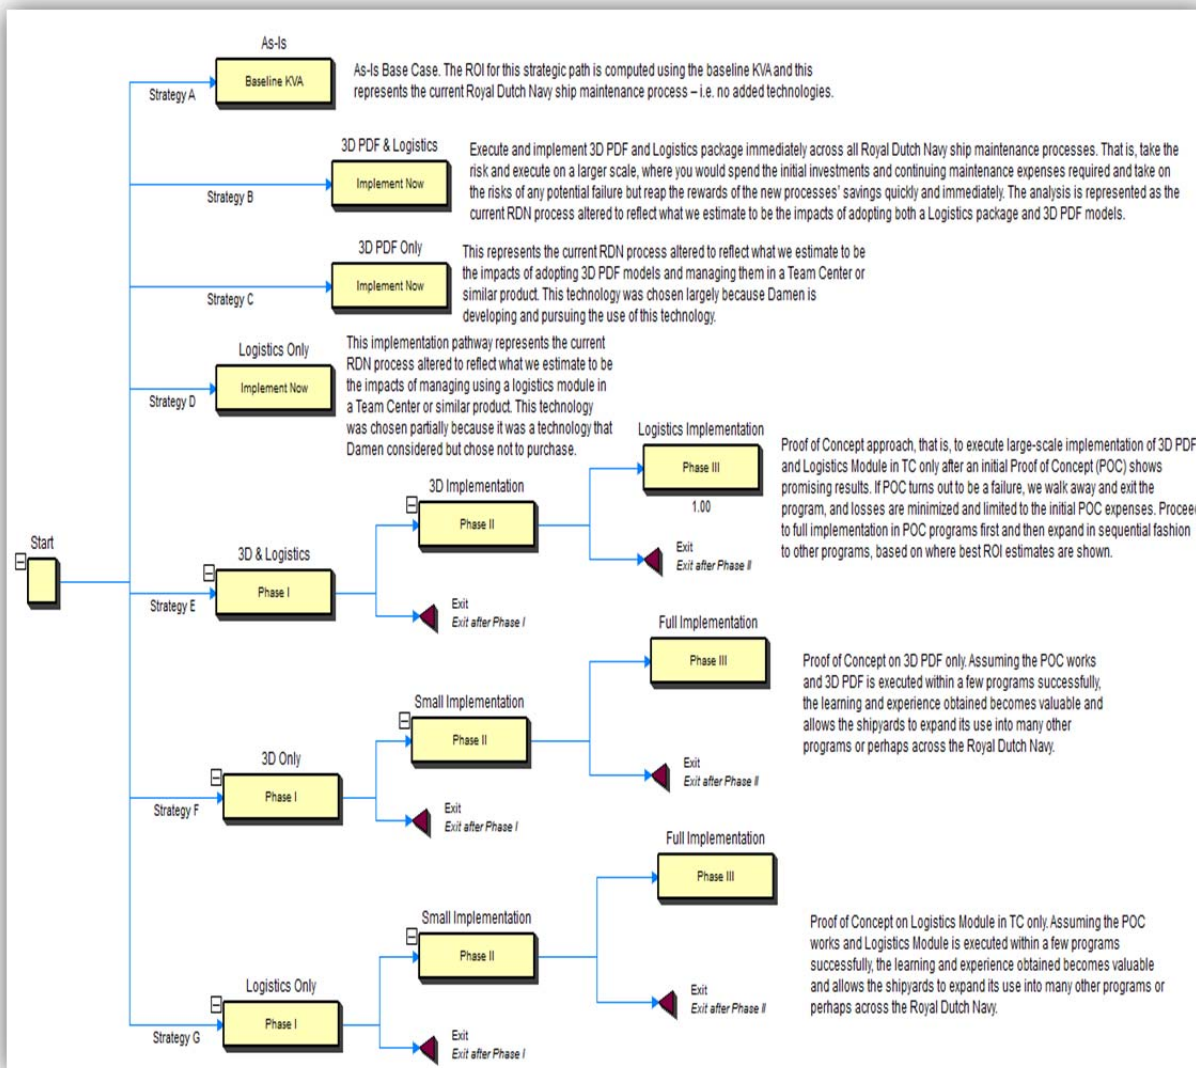 As-Is
Baseline KVA
Strategy A
As-Is Base Case. The ROI for this strategic path is computed using the baseline KVA and this
represents the current Royal Dutch Navy ship maintenance process – i.e. no added technologies.
3D PDF & Logistics
Implement Now
Strategy B
Execute and implement 3D PDF and Logistics package immediately across all Royal Dutch Navy ship maintenance processes. That is, take the
risk and execute on a larger scale, where you would spend the initial investments and continuing maintenance expenses required and take on
the risks of any potential failure but reap the rewards of the new processes' savings quickly and immediately. The analysis is represented as the
current RDN process altered to reflect what we estimate to be the impacts of adopting both a Logistics package and 3D PDF models.
3D PDF Only
Implement Now
Strategy C
This represents the current RDN process altered to reflect what we estimate to be
the impacts of adopting 3D PDF models and managing them in a Team Center or
similar product. This technology was chosen largely because Damen is
developing and pursuing the use of this technology.
Logistics Only
Implement Now
Strategy D
This implementation pathway represents the current
RDN process altered to reflect what we estimate to be
the impacts of managing using a logistics module in
a Team Center or similar product. This technology
was chosen partially because it was a technology that
Damen considered but chose not to purchase.
Start
3D & Logistics
Phase I
Strategy E
3D Implementation
Phase II
Exit
Exit after Phase I
Logistics Implementation
Phase III
1.00
Exit
Exit after Phase II
Proof of Concept approach, that is, to execute large-scale implementation of 3D PDF
and Logistics Module in TC only after an initial Proof of Concept (POC) shows
promising results. If POC turns out to be a failure, we walk away and exit the
program, and losses are minimized and limited to the initial POC expenses. Proceed
to full implementation in POC programs first and then expand in sequential fashion
to other programs, based on where best ROI estimates are shown.
3D Only
Phase I
Strategy F
Small Implementation
Phase II
Exit
Exit after Phase I
Full Implementation
Phase III
Exit
Exit after Phase II
Proof of Concept on 3D PDF only. Assuming the POC works
and 3D PDF is executed within a few programs successfully,
the learning and experience obtained becomes valuable and
allows the shipyards to expand its use into many other
programs or perhaps across the Royal Dutch Navy.
Logistics Only
Phase I
Strategy G
Small Implementation
Phase II
Exit
Exit after Phase I
Full Implementation
Phase III
Exit
Exit after Phase II
Proof of Concept on Logistics Module in TC only. Assuming the POC
works and Logistics Module is executed within a few programs
successfully, the learning and experience obtained becomes valuable
and allows the shipyards to expand its use into many other programs or
perhaps across the Royal Dutch Navy.